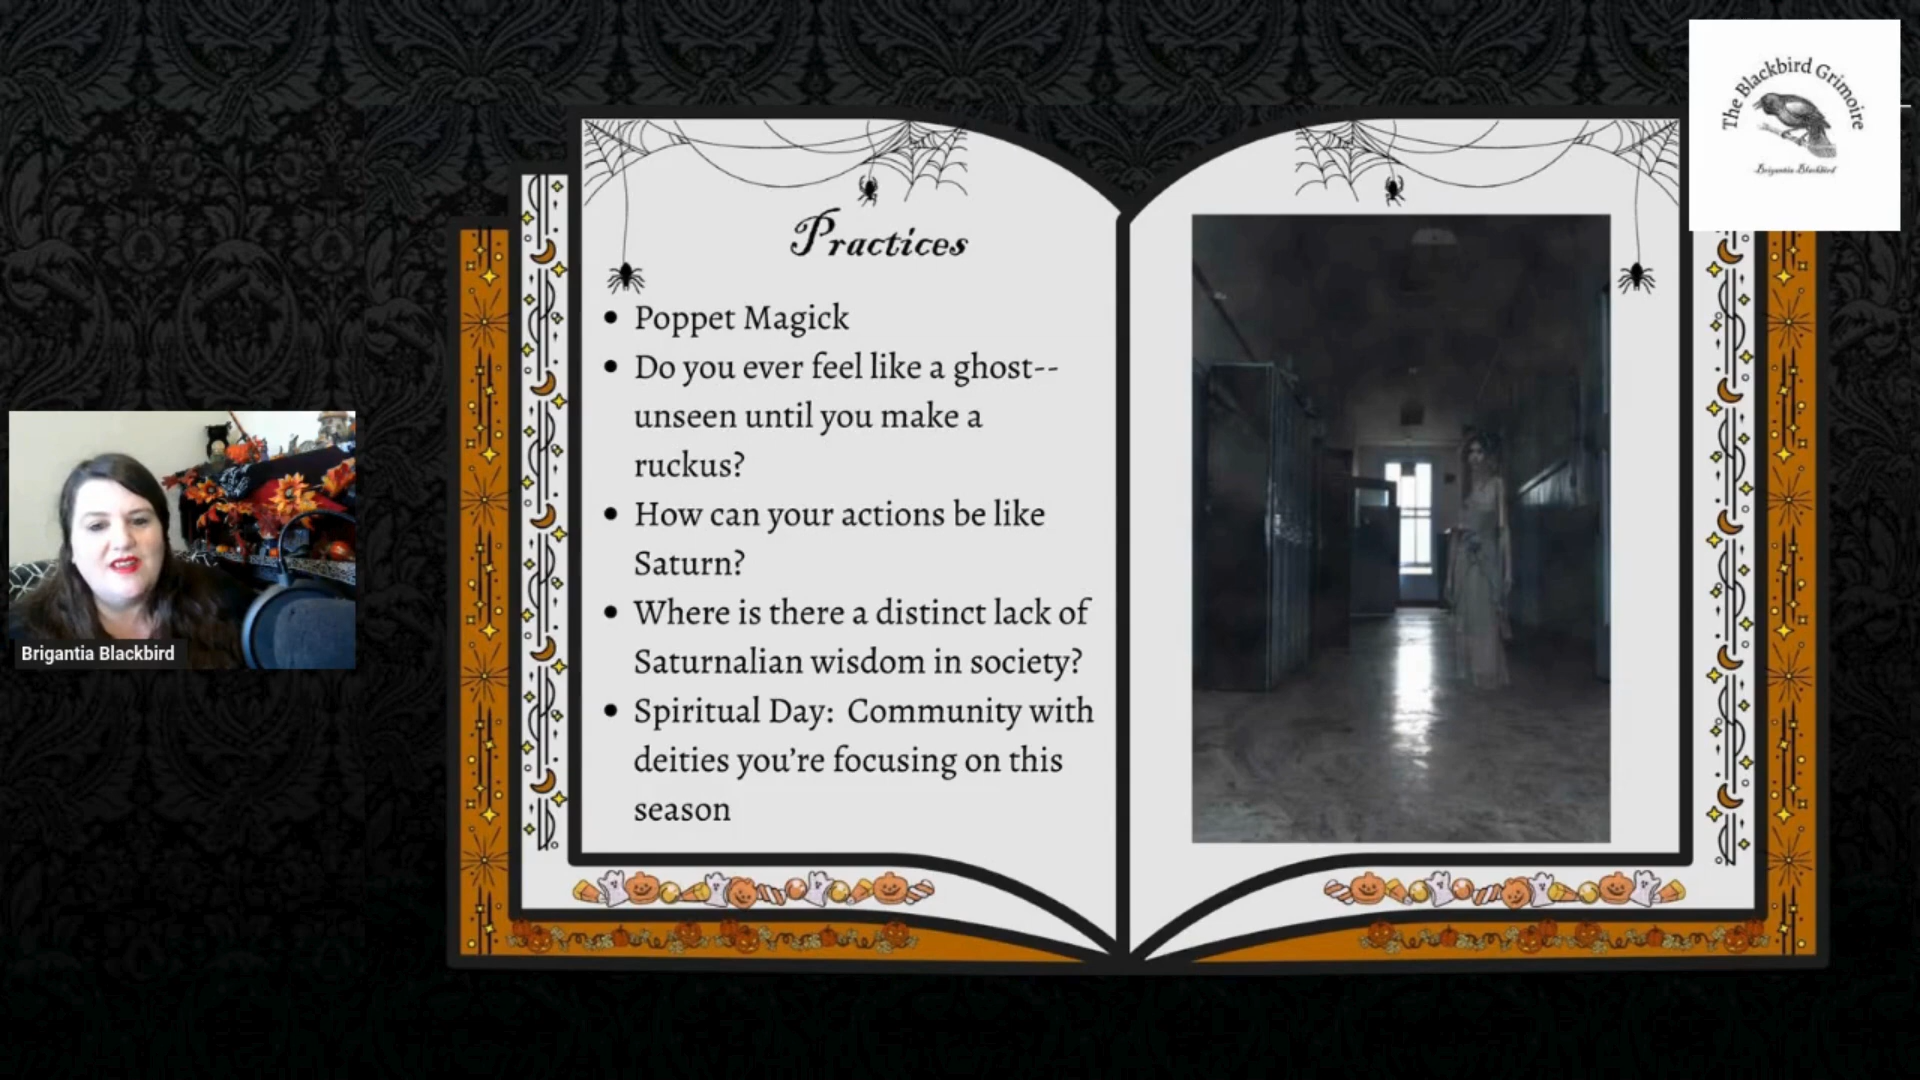 The Blackbird Grimoire
Brigantia Blackbird
Practices
• Poppet Magick
• Do you ever feel like a ghost--
unseen until you make a
ruckus?
• How can your actions be like
Saturn?
• Where is there a distinct lack of
Saturnalian wisdom in society?
• Spiritual Day:  Community with
deities you're focusing on this
season
Brigantia Blackbird